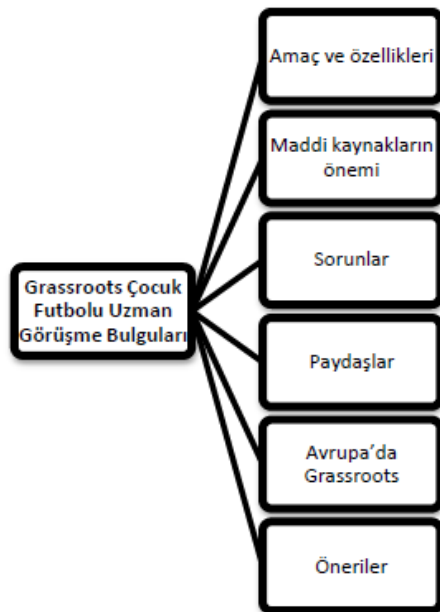 Grassroots Çocuk
Futbolu Uzman
Görüşme Bulguları
Amaç ve özellikleri
Maddi kaynakların
önemi
Sorunlar
Paydaşlar
Avrupa’da
Grassroots
Öneriler